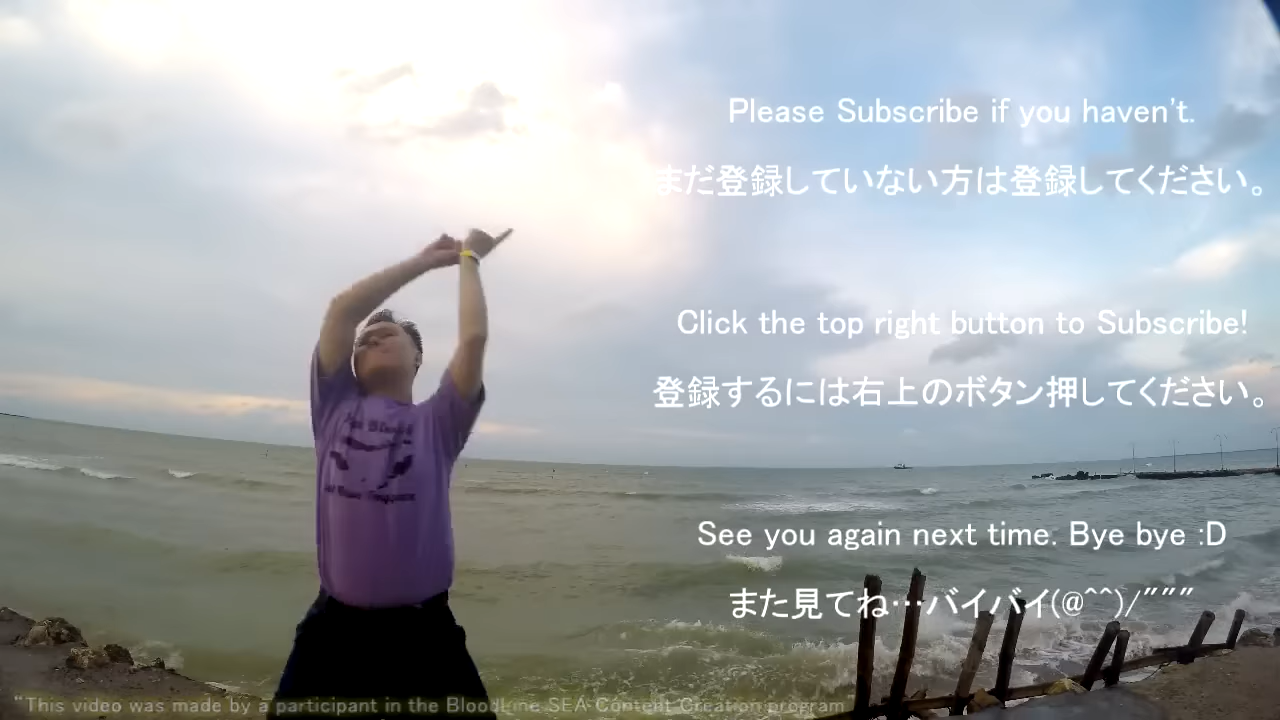 Please Subscribe if you haven't.
まだ登録していない方は登録してください。
Click the top right button to Subscribe!
登録するには右上のボタン押してください。
See you again next time. Bye bye :D
また見てね…バイバイ(@^^)/"""
"This video was made by a participant in the BloodLine SEA Content Creation program